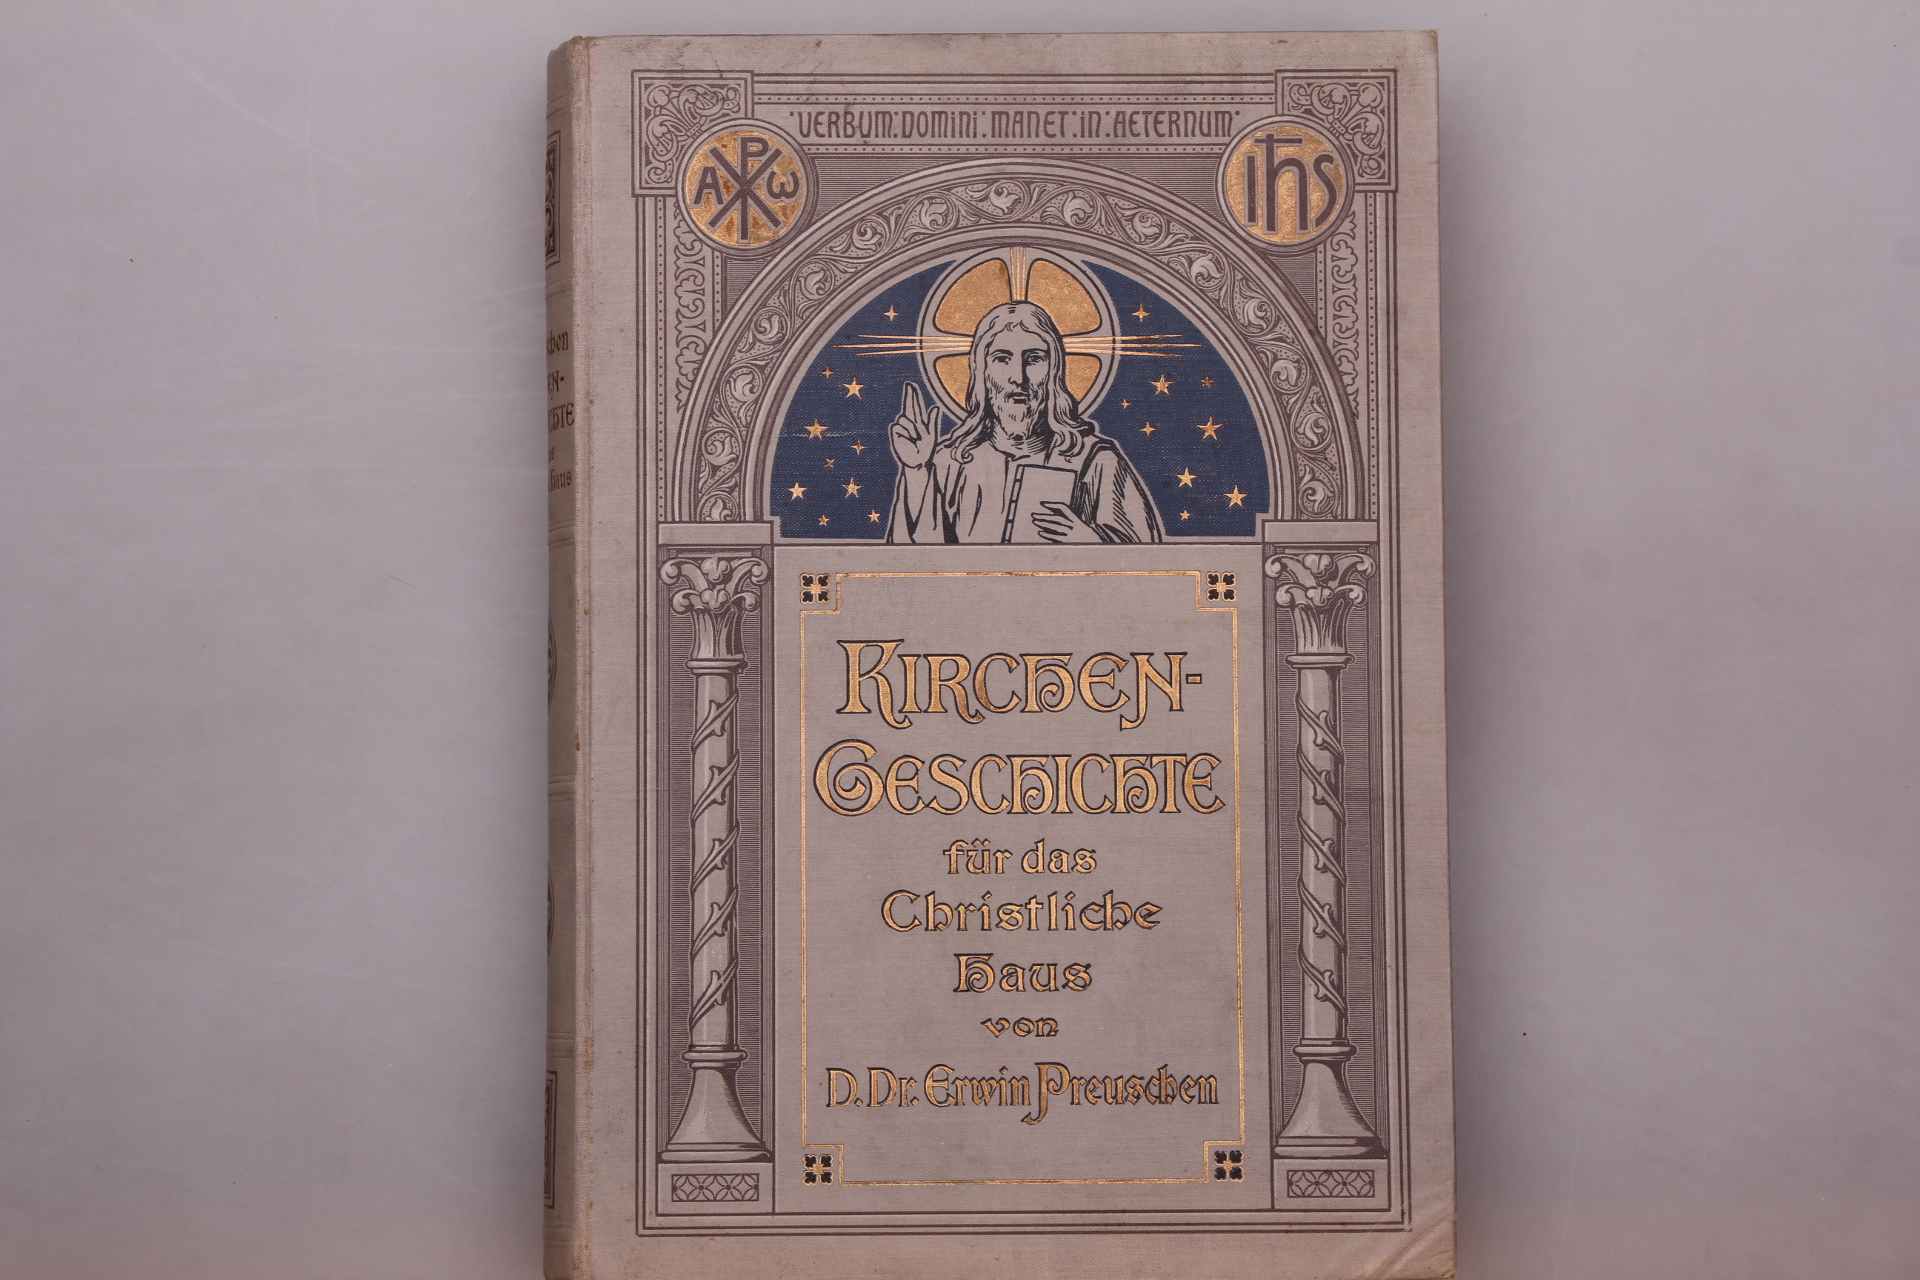 VERBUM : DOMINI : MANET : IN : AETERNUM
A P ω
IHS
KIRCHEN-
GESCHICHTE
für das
Christliche
Haus
von
D. Dr. Erwin Preuschen